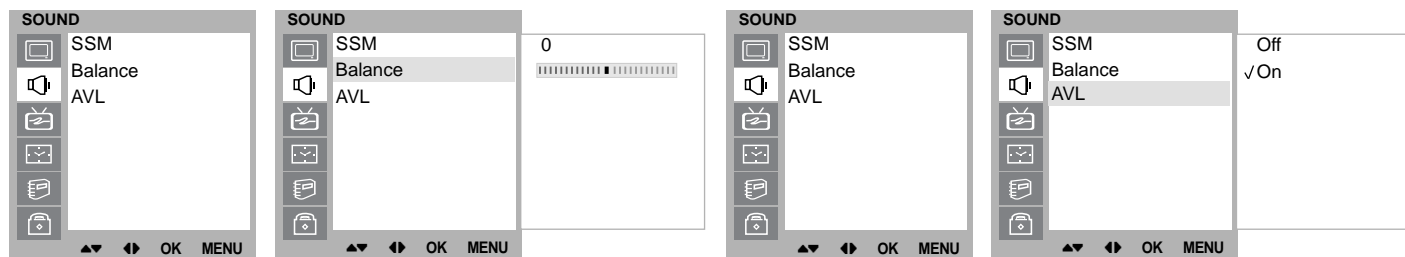 SOUND
SSM
Balance
AVL
▲▼ ◀▶ OK MENU
SOUND
SSM
Balance
AVL
▲▼ ◀▶ OK MENU
0
SOUND
SSM
Balance
AVL
▲▼ ◀▶ OK MENU
SOUND
SSM
Balance
AVL
▲▼ ◀▶ OK MENU
Off
√On